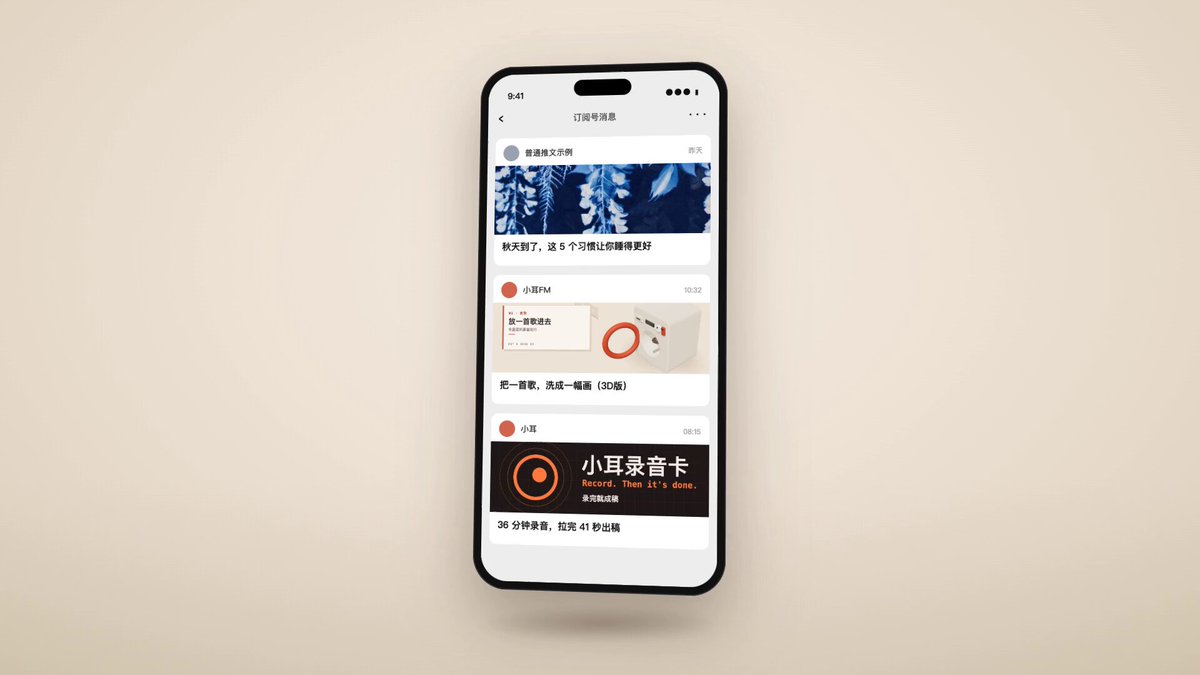 9:41
订阅号消息
普通推文示例
昨天
秋天到了，这 5 个习惯让你睡得更好
小耳FM
10:32
放一首歌进去
把一首歌，洗成一幅画（3D版）
小耳
08:15
小耳录音卡
Record. Then it's done.
录完就成稿
36 分钟录音，拉完 41 秒出稿